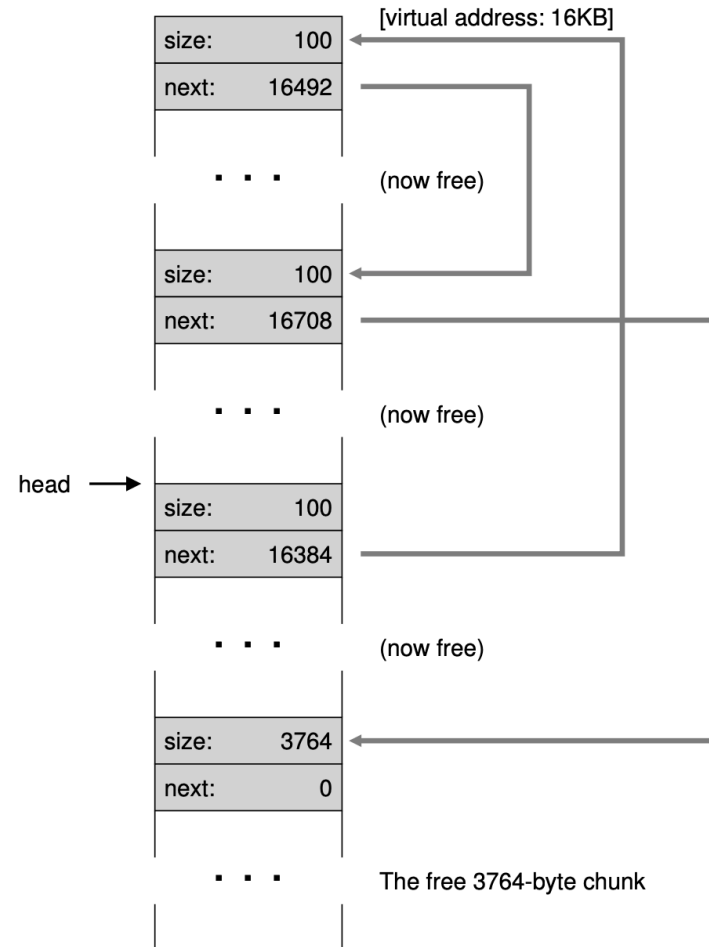 [virtual address: 16KB]
size: 100
next: 16492
. . .
(now free)
size: 100
next: 16708
. . .
(now free)
head
size: 100
next: 16384
. . .
(now free)
size: 3764
next: 0
. . .
The free 3764-byte chunk